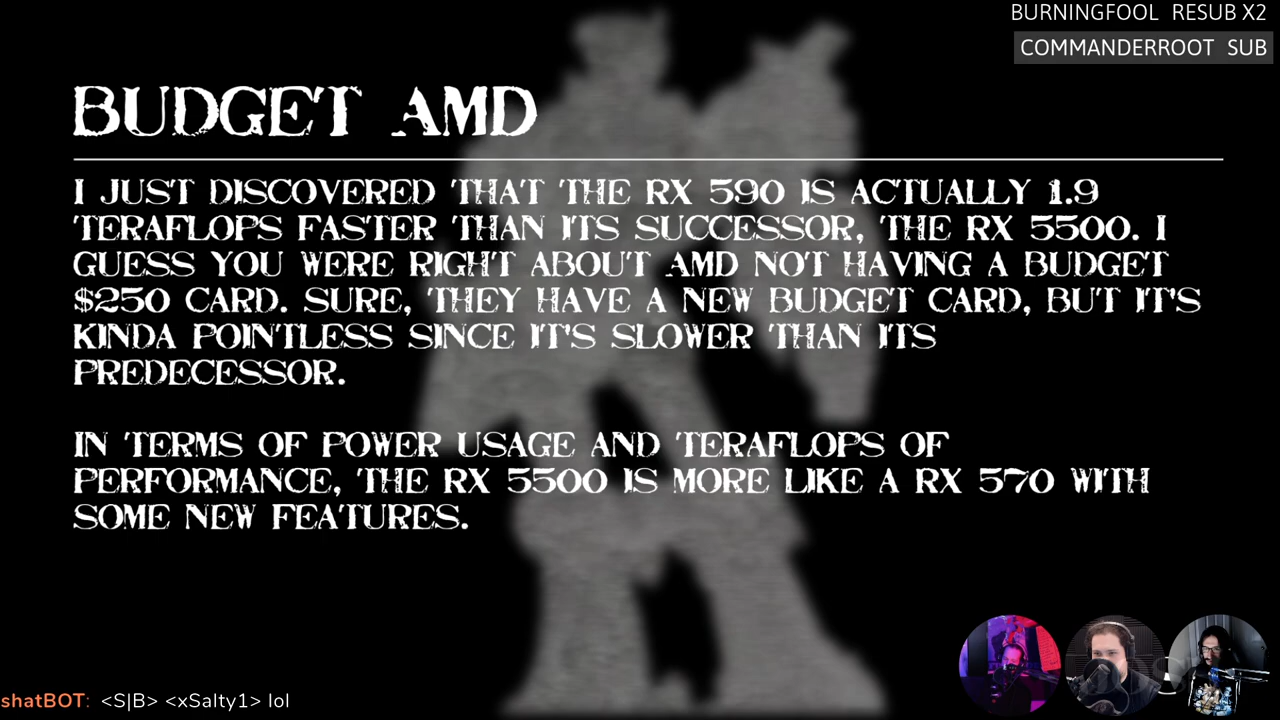 BURNINGFOOL RESUB X2
COMMANDERROOT SUB
BUDGET AMD
I JUST DISCOVERED THAT THE RX 590 IS ACTUALLY 1.9
TERAFLOPS FASTER THAN ITS SUCCESSOR, THE RX 5500. I
GUESS YOU WERE RIGHT ABOUT AMD NOT HAVING A BUDGET
$250 CARD. SURE, THEY HAVE A NEW BUDGET CARD, BUT IT'S
KINDA POINTLESS SINCE IT'S SLOWER THAN ITS
PREDECESSOR.
IN TERMS OF POWER USAGE AND TERAFLOPS OF
PERFORMANCE, THE RX 5500 IS MORE LIKE A RX 570 WITH
SOME NEW FEATURES.
shatBOT: <S|B> <xSalty1> lol